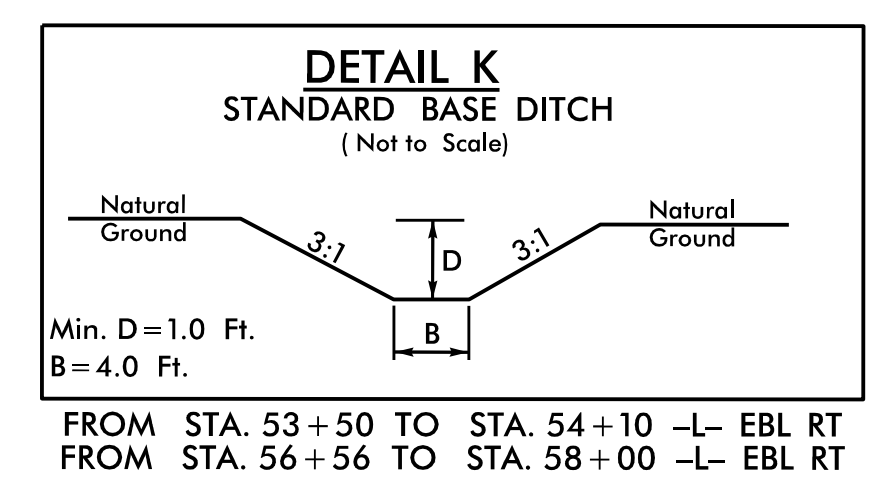 DETAIL K
STANDARD BASE DITCH
( Not to Scale)
Natural
Ground
3:1
D
3:1
Natural
Ground
B
Min. D=1.0 Ft.
B=4.0 Ft.
FROM STA. 53+50 TO STA. 54+10 -L- EBL RT
FROM STA. 56+56 TO STA. 58+00 -L- EBL RT